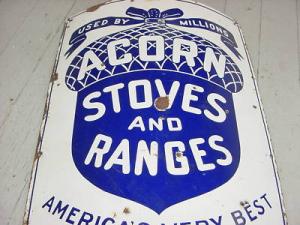 USED BY MILLIONS
ACORN
STOVES
AND
RANGES
AMERICA'S VERY BEST